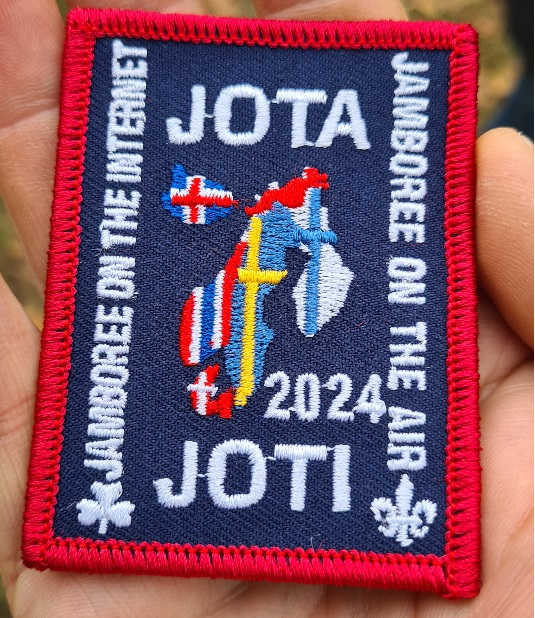 JOTA
JAMBOREE ON THE INTERNET
JAMBOREE ON THE AIR
2024
JOTI